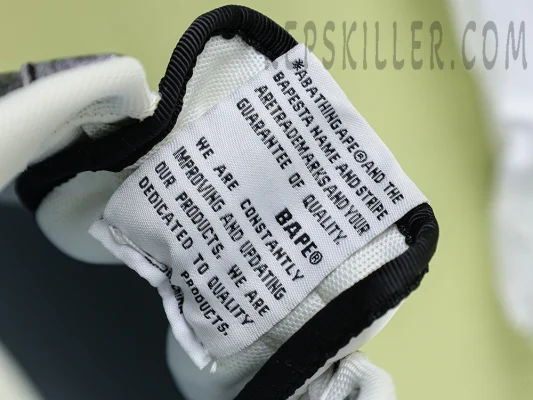 REPSKILLER.COM
*ABATHINGAPE®AND THE
BAPESTA NAME AND STRIPE
ARETRADEMARKS AND YOUR
GUARANTEE OF QUALITY.
BAPE®
WE ARE CONSTANTLY
IMPROVING AND UPDATING
OUR PRODUCTS. WE ARE
DEDICATED TO QUALITY
PRODUCTS.